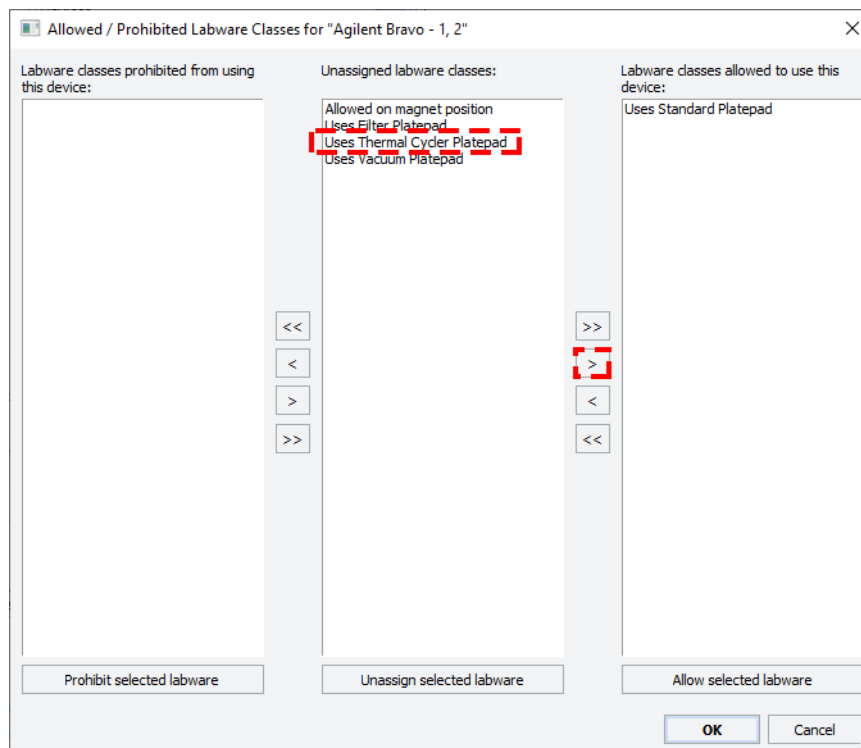 Allowed / Prohibited Labware Classes for "Agilent Bravo - 1, 2"
Labware classes prohibited from using
this device:
Unassigned labware classes:
Allowed on magnet position
Uses Filter Platepad
Uses Thermal Cycler Platepad
Uses Vacuum Platepad
Labware classes allowed to use this
device:
Uses Standard Platepad
<<
<
>
>>
>>
>
<
<<
Prohibit selected labware
Unassign selected labware
Allow selected labware
OK
Cancel